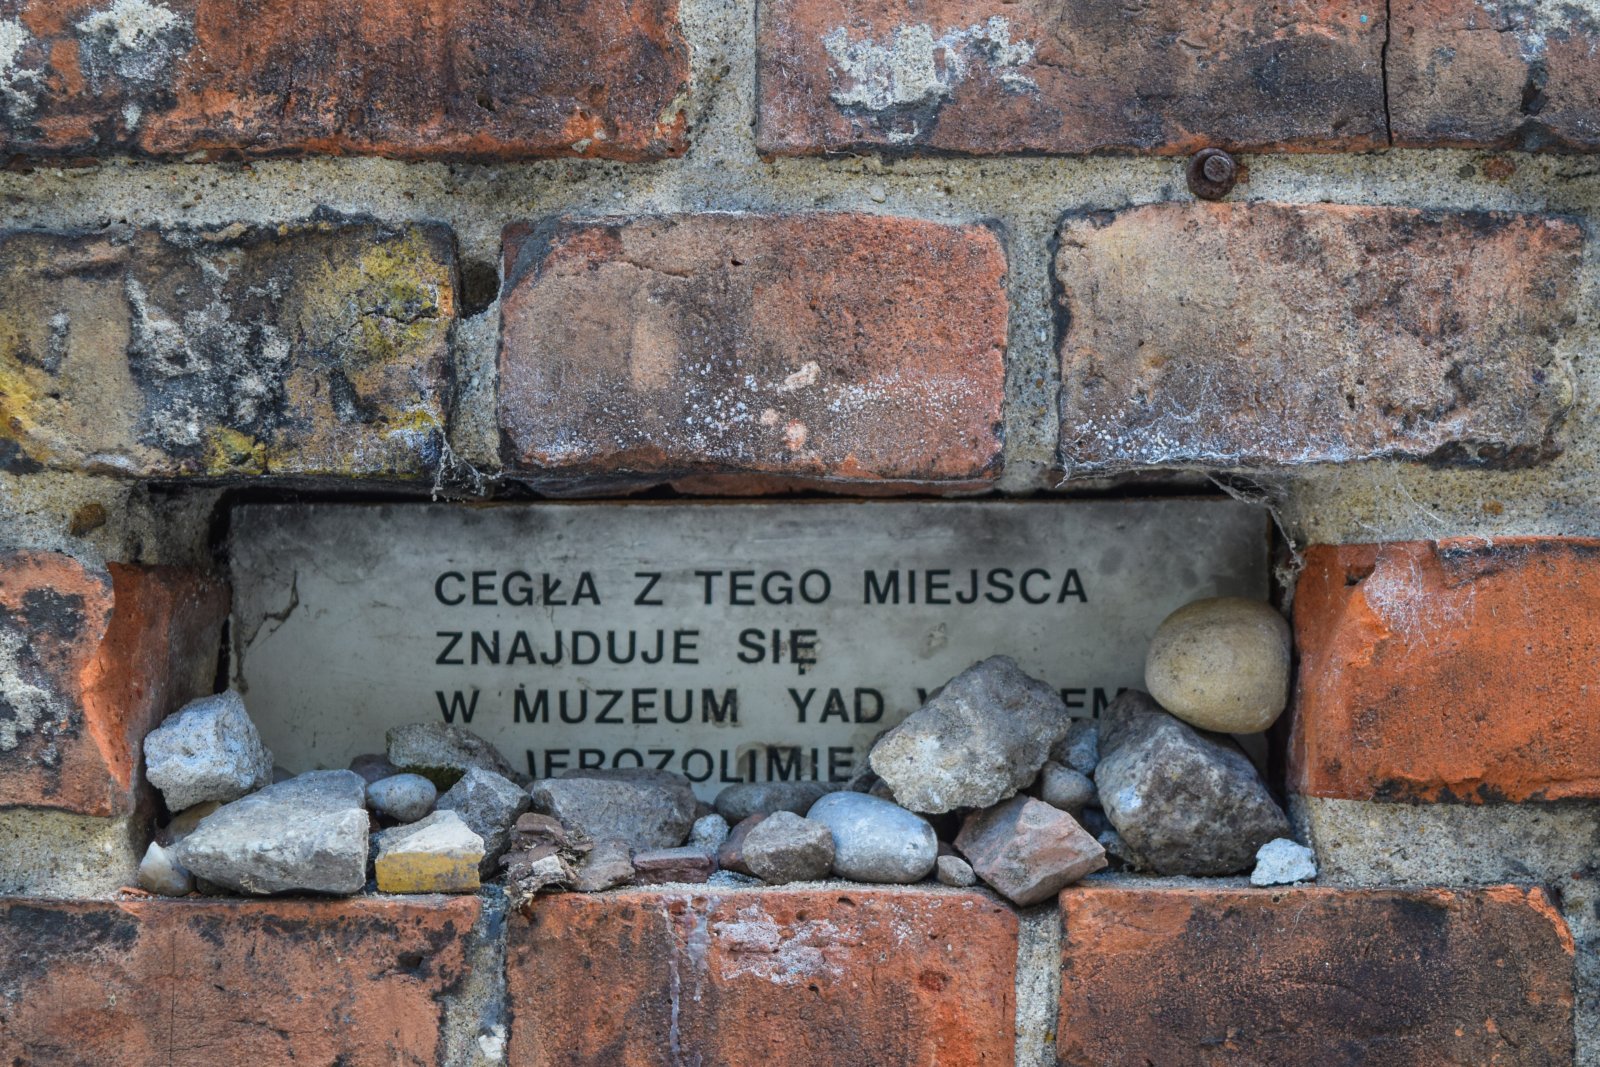 CEGŁA Z TEGO MIEJSCA
ZNAJDUJE SIĘ
W MUZEUM YAD
JEROZOLIMIE